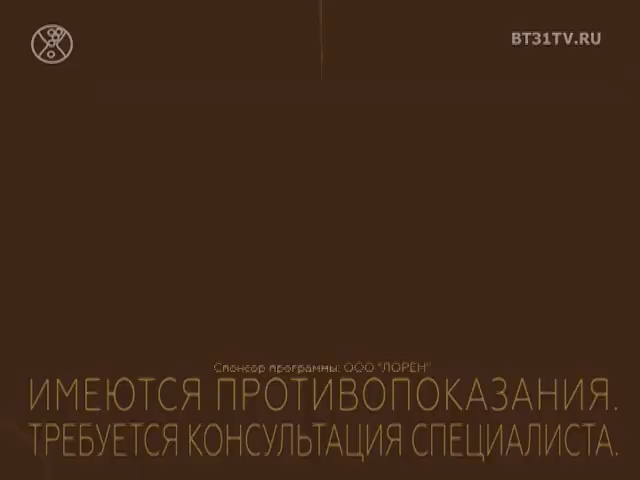 BT31TV.RU
Спонсор программы: ООО "ЛОРЕН"
ИМЕЮТСЯ ПРОТИВОПОКАЗАНИЯ.
ТРЕБУЕТСЯ КОНСУЛЬТАЦИЯ СПЕЦИАЛИСТА.